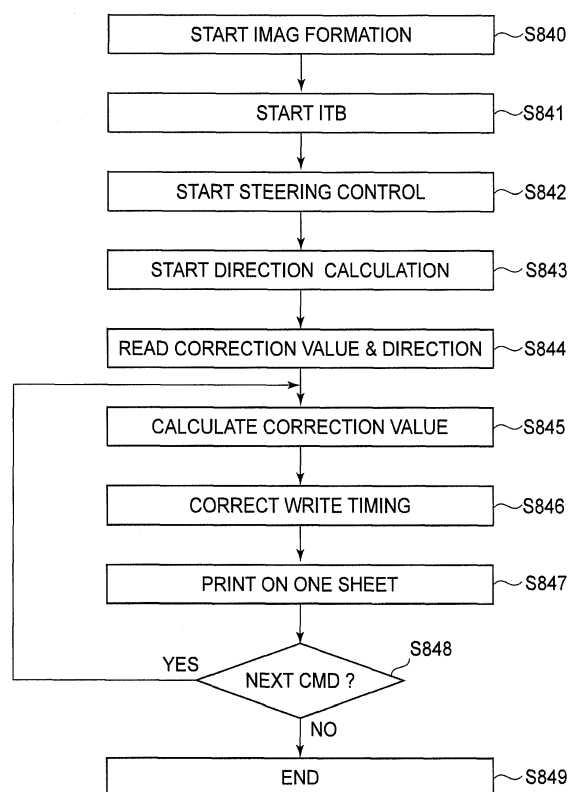 START IMAG FORMATION
S840
START ITB
S841
START STEERING CONTROL
S842
START DIRECTION CALCULATION
S843
READ CORRECTION VALUE & DIRECTION
S844
CALCULATE CORRECTION VALUE
S845
CORRECT WRITE TIMING
S846
PRINT ON ONE SHEET
S847
S848
YES
NEXT CMD ?
NO
END
S849